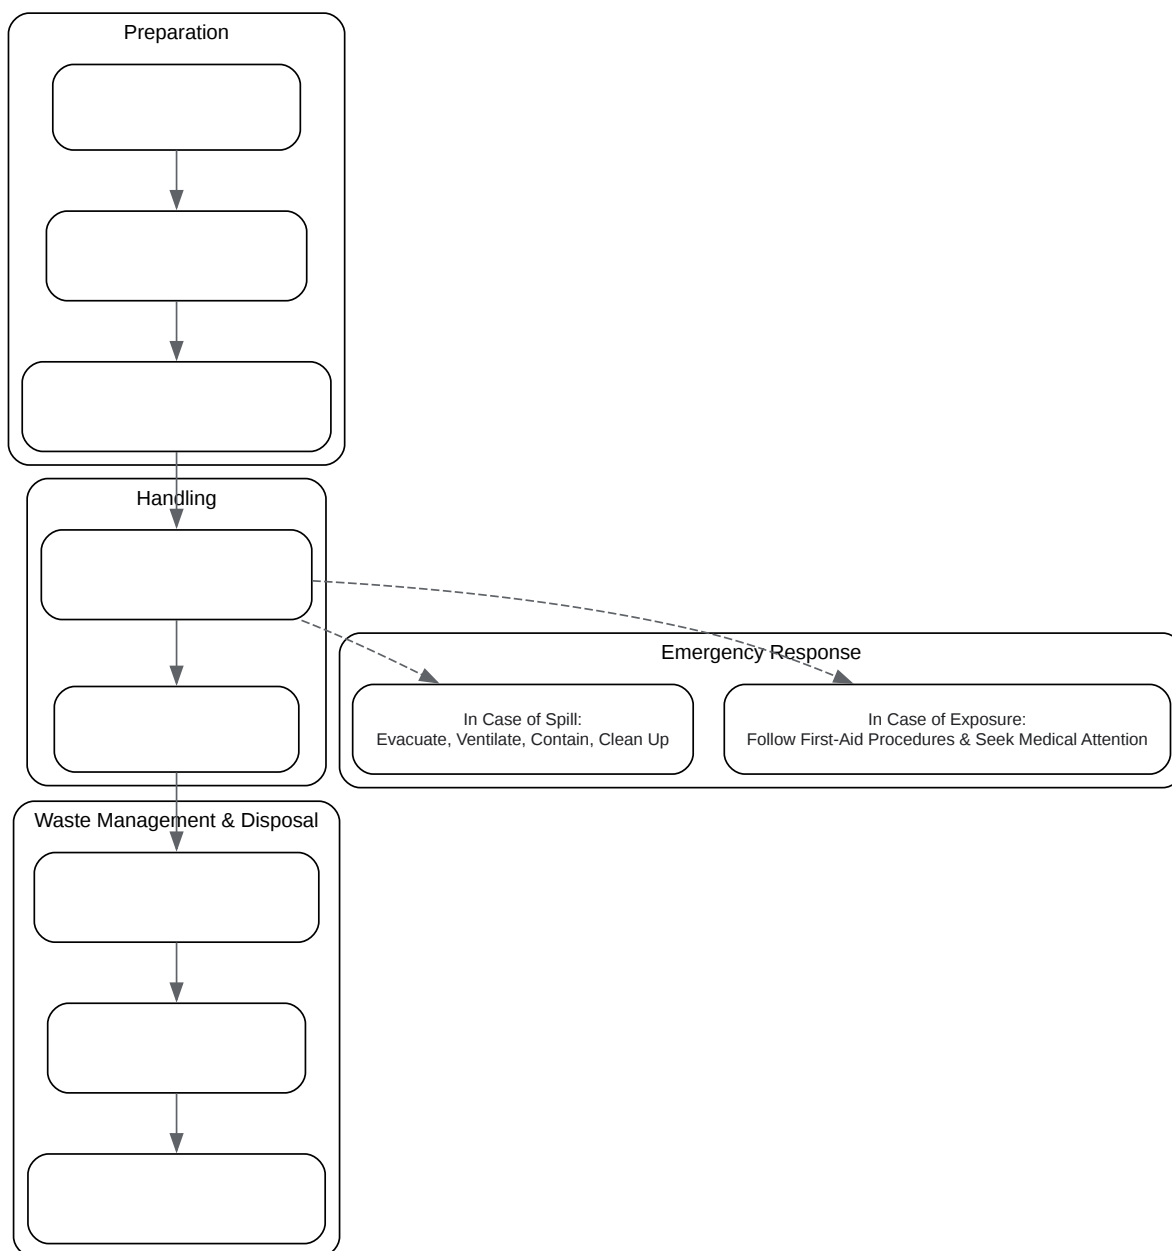 Preparation
Handling
Emergency Response
In Case of Spill:
Evacuate, Ventilate, Contain, Clean Up
In Case of Exposure:
Follow First-Aid Procedures & Seek Medical Attention
Waste Management & Disposal